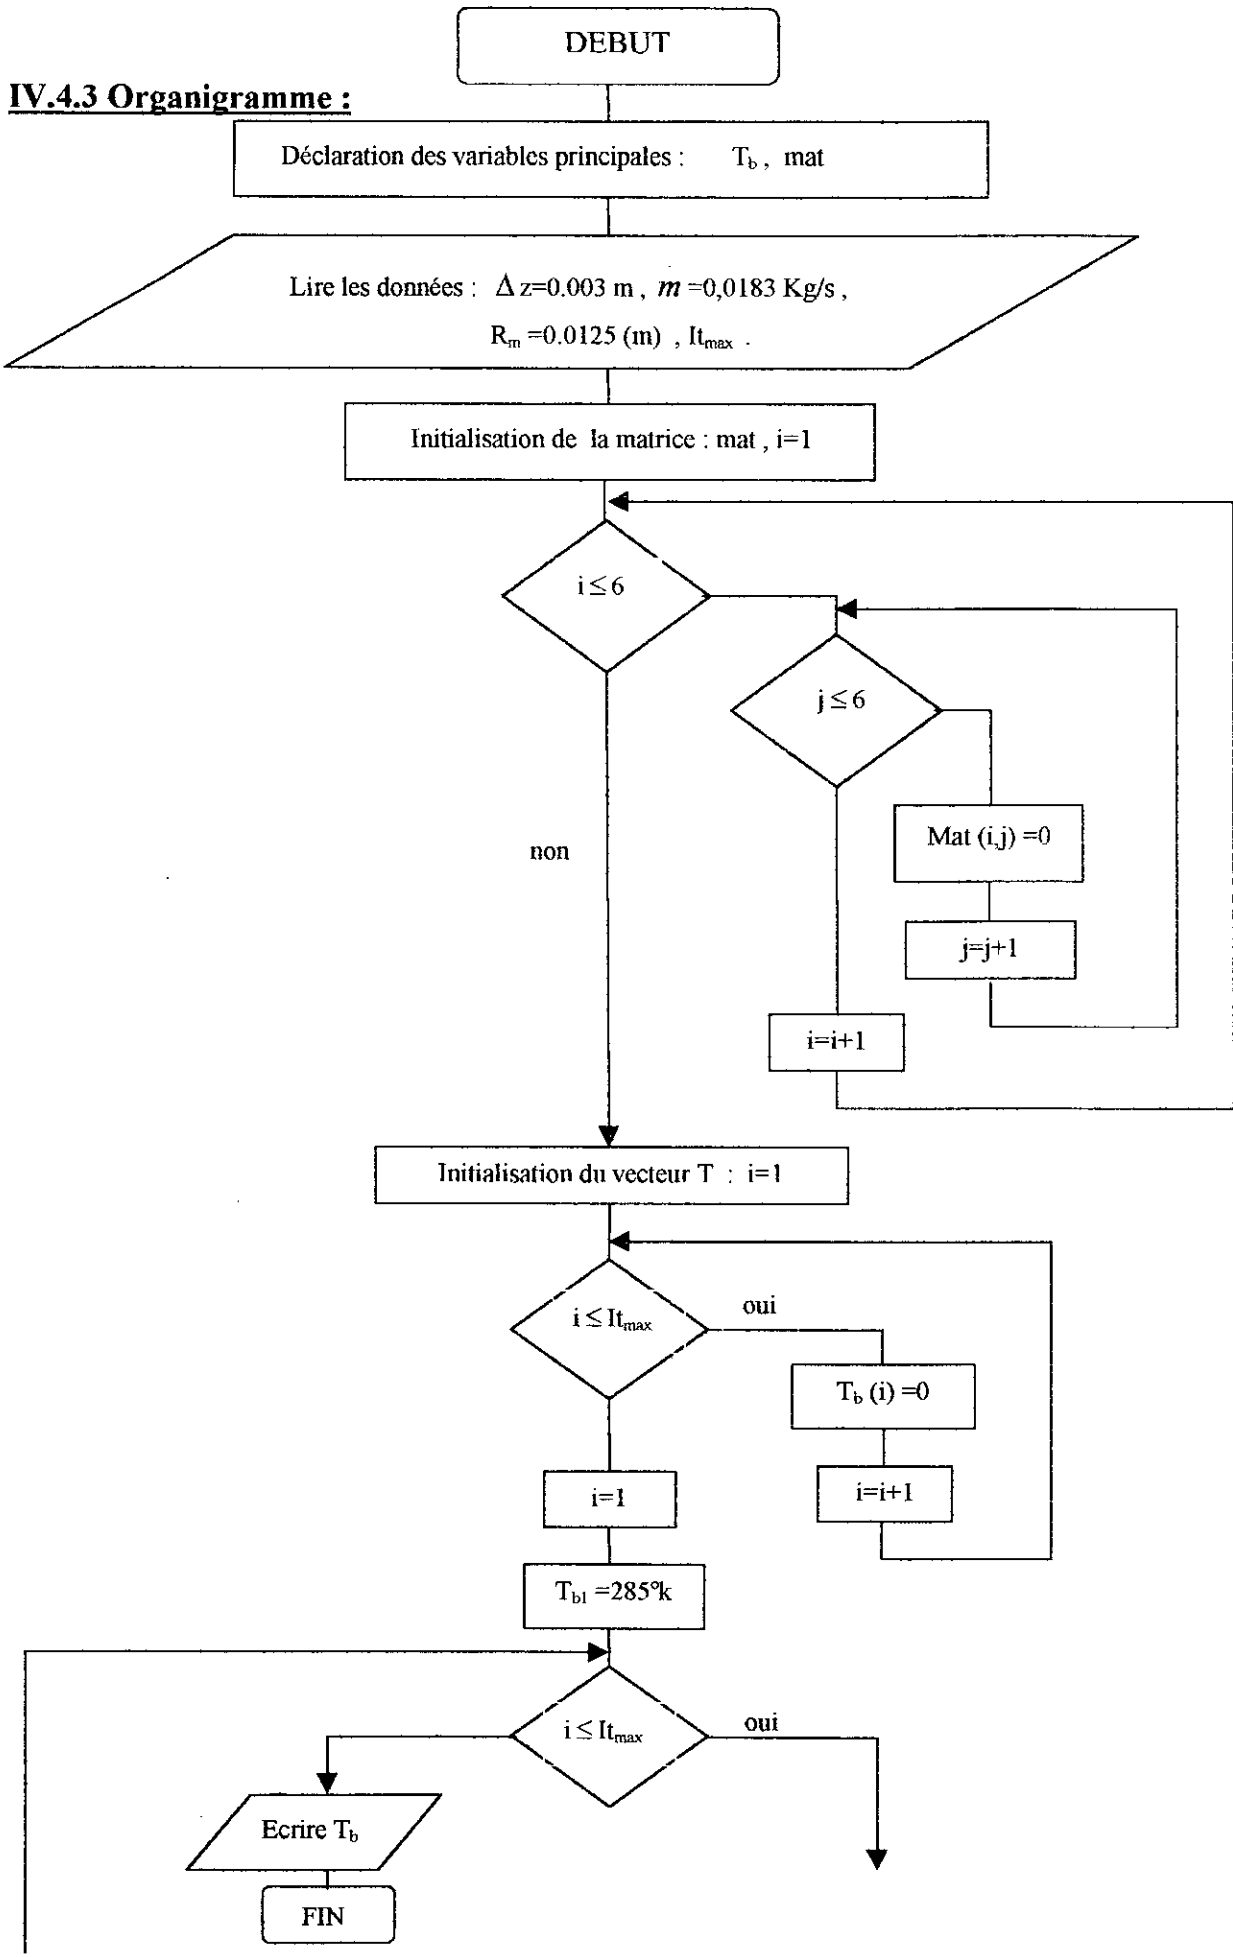 DEBUT
IV.4.3 Organigramme :
Déclaration des variables principales : T_b , mat
Lire les données : Δ z=0.003 m , m =0,0183 Kg/s ,
R_m =0.0125 (m) , It_max .
Initialisation de la matrice : mat , i=1
i ≤ 6
j ≤ 6
Mat (i,j) =0
non
j=j+1
i=i+1
Initialisation du vecteur T : i=1
i ≤ It_max
oui
T_b (i) =0
i=1
i=i+1
T_b1 =285°k
i ≤ It_max
oui
Ecrire T_b
FIN